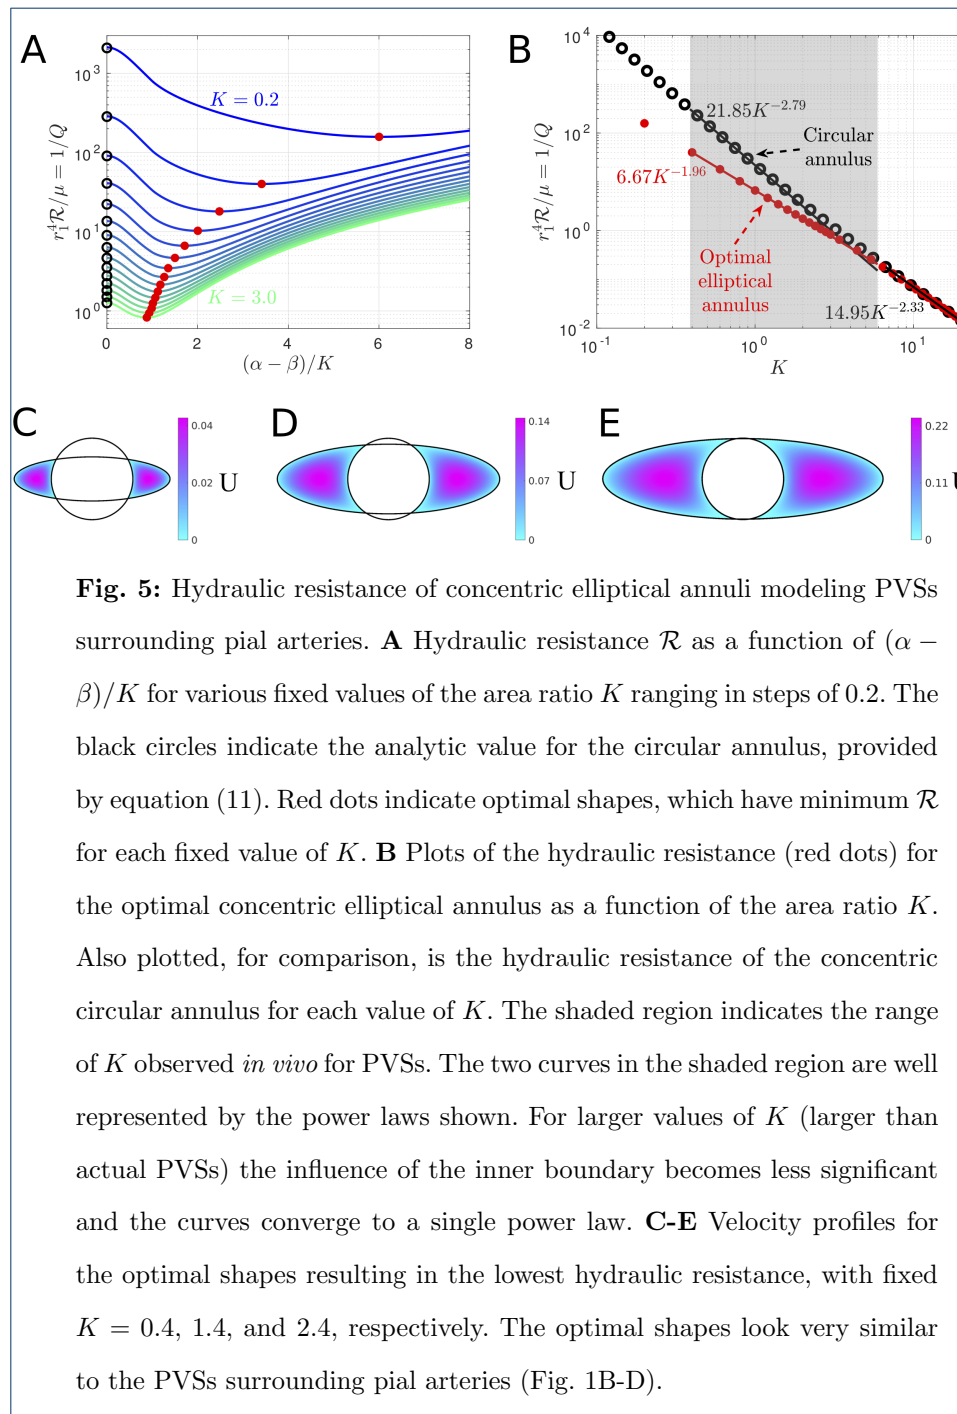 A
B
10^3
10^2
10^1
10^0
r_1^4 ℛ/μ = 1/Q
K = 0.2
K = 3.0
0
2
4
6
8
(α − β)/K
10^4
10^2
10^0
10^-2
r_1^4 ℛ/μ = 1/Q
21.85K^−2.79
Circular
annulus
6.67K^−1.96
Optimal
elliptical
annulus
14.95K^−2.33
10^-1
10^0
10^1
K
C
0.04
0.02
0
U
D
0.14
0.07
0
U
E
0.22
0.11
0
Fig. 5: Hydraulic resistance of concentric elliptical annuli modeling PVSs
surrounding pial arteries. A Hydraulic resistance ℛ as a function of (α −
β)/K for various fixed values of the area ratio K ranging in steps of 0.2. The
black circles indicate the analytic value for the circular annulus, provided
by equation (11). Red dots indicate optimal shapes, which have minimum ℛ
for each fixed value of K. B Plots of the hydraulic resistance (red dots) for
the optimal concentric elliptical annulus as a function of the area ratio K.
Also plotted, for comparison, is the hydraulic resistance of the concentric
circular annulus for each value of K. The shaded region indicates the range
of K observed in vivo for PVSs. The two curves in the shaded region are well
represented by the power laws shown. For larger values of K (larger than
actual PVSs) the influence of the inner boundary becomes less significant
and the curves converge to a single power law. C-E Velocity profiles for
the optimal shapes resulting in the lowest hydraulic resistance, with fixed
K = 0.4, 1.4, and 2.4, respectively. The optimal shapes look very similar
to the PVSs surrounding pial arteries (Fig. 1B-D).